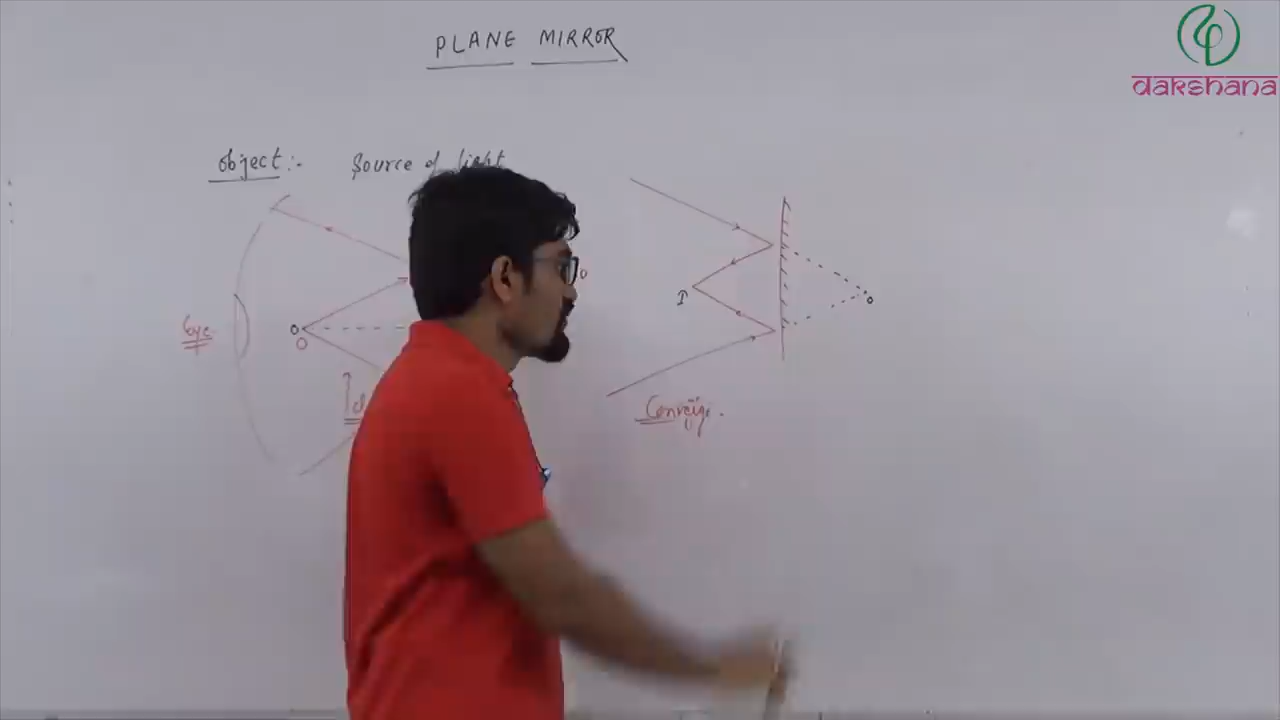 PLANE MIRROR
dakshana
object:- Source of light
Eye
O
O
I
Converg.